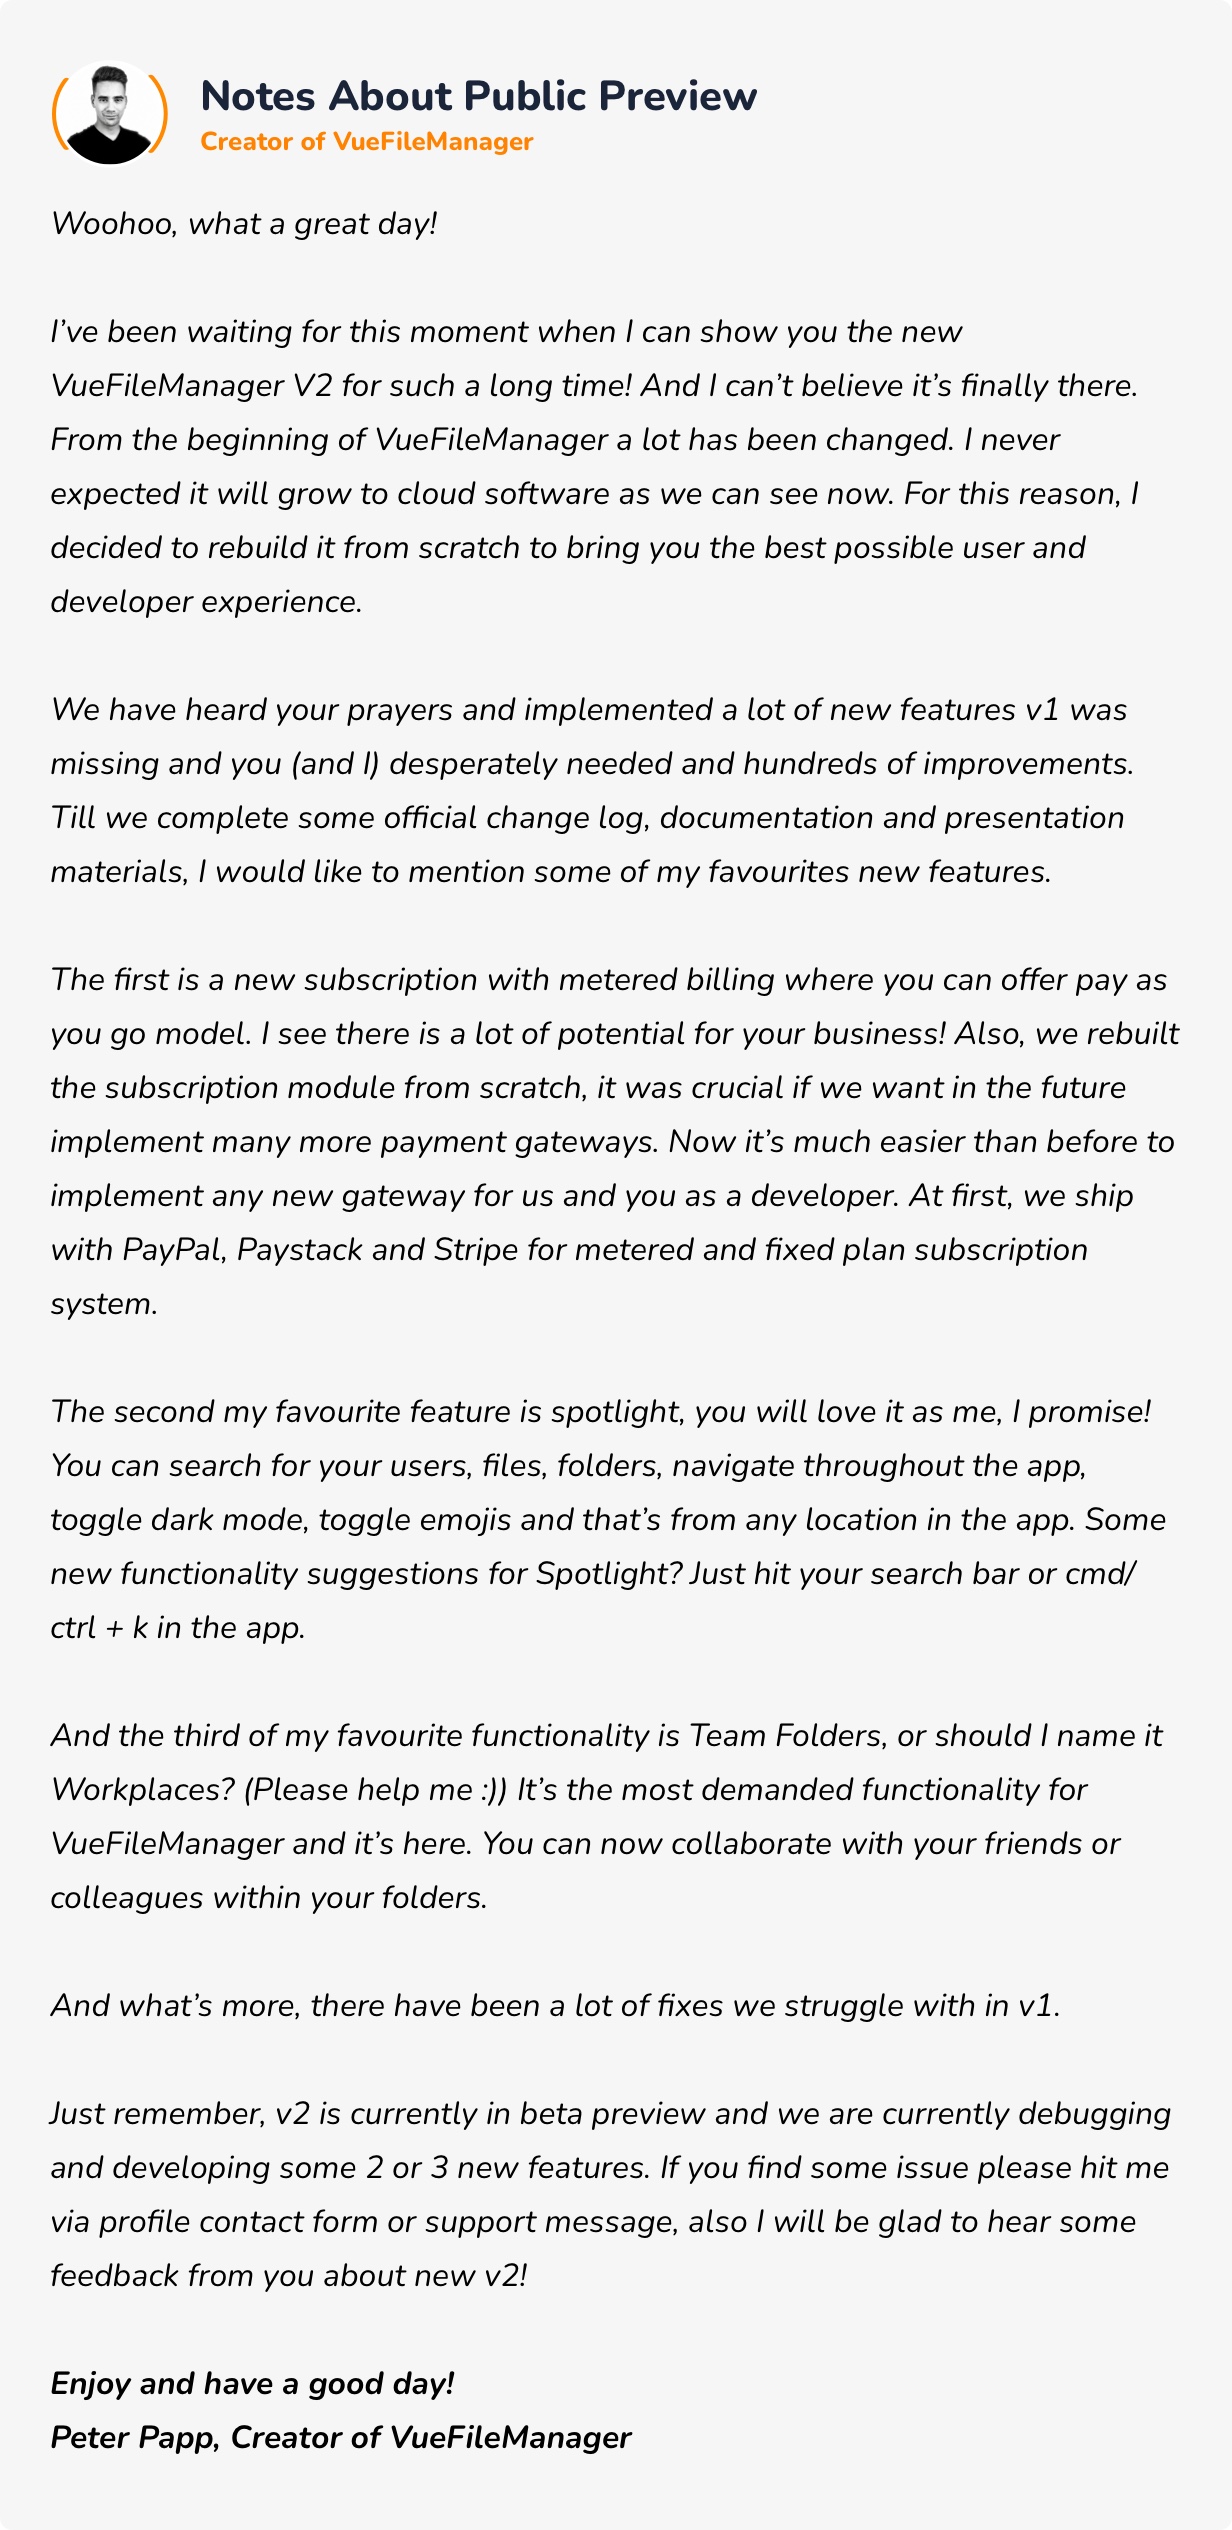 Notes About Public Preview
Creator of VueFileManager
Woohoo, what a great day!
I’ve been waiting for this moment when I can show you the new
VueFileManager V2 for such a long time! And I can’t believe it’s finally there.
From the beginning of VueFileManager a lot has been changed. I never
expected it will grow to cloud software as we can see now. For this reason, I
decided to rebuild it from scratch to bring you the best possible user and
developer experience.
We have heard your prayers and implemented a lot of new features v1 was
missing and you (and I) desperately needed and hundreds of improvements.
Till we complete some official change log, documentation and presentation
materials, I would like to mention some of my favourites new features.
The first is a new subscription with metered billing where you can offer pay as
you go model. I see there is a lot of potential for your business! Also, we rebuilt
the subscription module from scratch, it was crucial if we want in the future
implement many more payment gateways. Now it’s much easier than before to
implement any new gateway for us and you as a developer. At first, we ship
with PayPal, Paystack and Stripe for metered and fixed plan subscription
system.
The second my favourite feature is spotlight, you will love it as me, I promise!
You can search for your users, files, folders, navigate throughout the app,
toggle dark mode, toggle emojis and that’s from any location in the app. Some
new functionality suggestions for Spotlight? Just hit your search bar or cmd/
ctrl + k in the app.
And the third of my favourite functionality is Team Folders, or should I name it
Workplaces? (Please help me :)) It’s the most demanded functionality for
VueFileManager and it’s here. You can now collaborate with your friends or
colleagues within your folders.
And what’s more, there have been a lot of fixes we struggle with in v1.
Just remember, v2 is currently in beta preview and we are currently debugging
and developing some 2 or 3 new features. If you find some issue please hit me
via profile contact form or support message, also I will be glad to hear some
feedback from you about new v2!
Enjoy and have a good day!
Peter Papp, Creator of VueFileManager